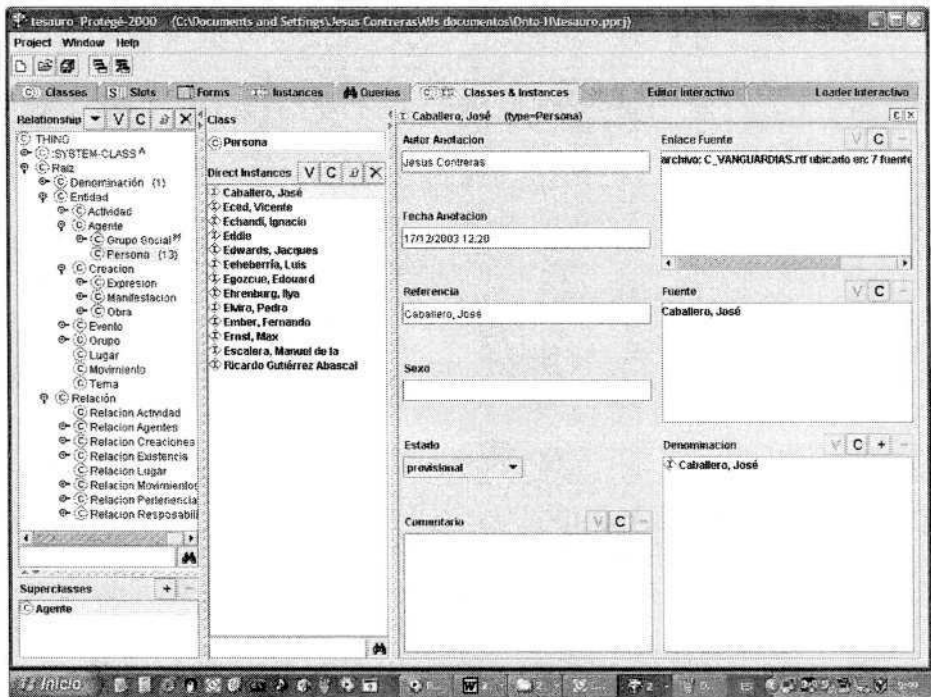 tesauro Protégé-2000 (C:\Documents and Settings\Jesus Contreras\Mis documentos\Onto-H\tesauro.pprj)
Project Window Help
Classes Slots Forms Instances Queries Classes & Instances Editor Interactivo Loader Interactivo
Relationship V C X
THING
:SYSTEM-CLASS A
Raiz
Denominación (1)
Entidad
Actividad
Agente
Grupo Social M
Persona (13)
Creacion
Expresion
Manifestacion
Obra
Evento
Grupo
Lugar
Movimiento
Tema
Relación
Relacion Actividad
Relacion Agentes
Relacion Creaciones
Relacion Existencia
Relacion Lugar
Relacion Movimientos
Relacion Pertenencia
Relacion Resposabili
Superclasses + −
Agente
Class
Persona
Direct Instances V C X
Caballero, José
Eced, Vicente
Echandi, Ignacio
Eddie
Edwards, Jacques
Eeheberría, Luis
Egozcue, Edouard
Ehrenburg, Ilya
Elvira, Pedro
Ember, Fernando
Ernst, Max
Escalera, Manuel de la
Ricardo Gutiérrez Abascal
Caballero, José (type=Persona) C X
Autor Anotacion
Jesus Contreras
Fecha Anotacion
17/12/2003 12:20
Referencia
Caballero, José
Sexo
Estado
provisional
Comentario V C −
Enlace Fuente V C −
archivo: C_VANGUARDIAS.rtf ubicado en: 7 fuente
Fuente V C −
Caballero, José
Denominacion V C + −
Caballero, José
Inicio